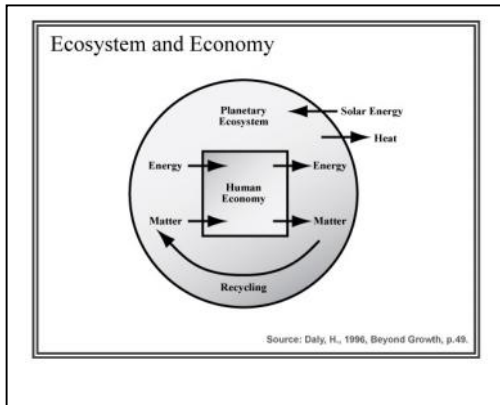 Ecosystem and Economy
Planetary
Ecosystem
Solar Energy
Heat
Energy
Energy
Human
Economy
Matter
Matter
Recycling
Source: Daly, H., 1996, Beyond Growth, p.49.